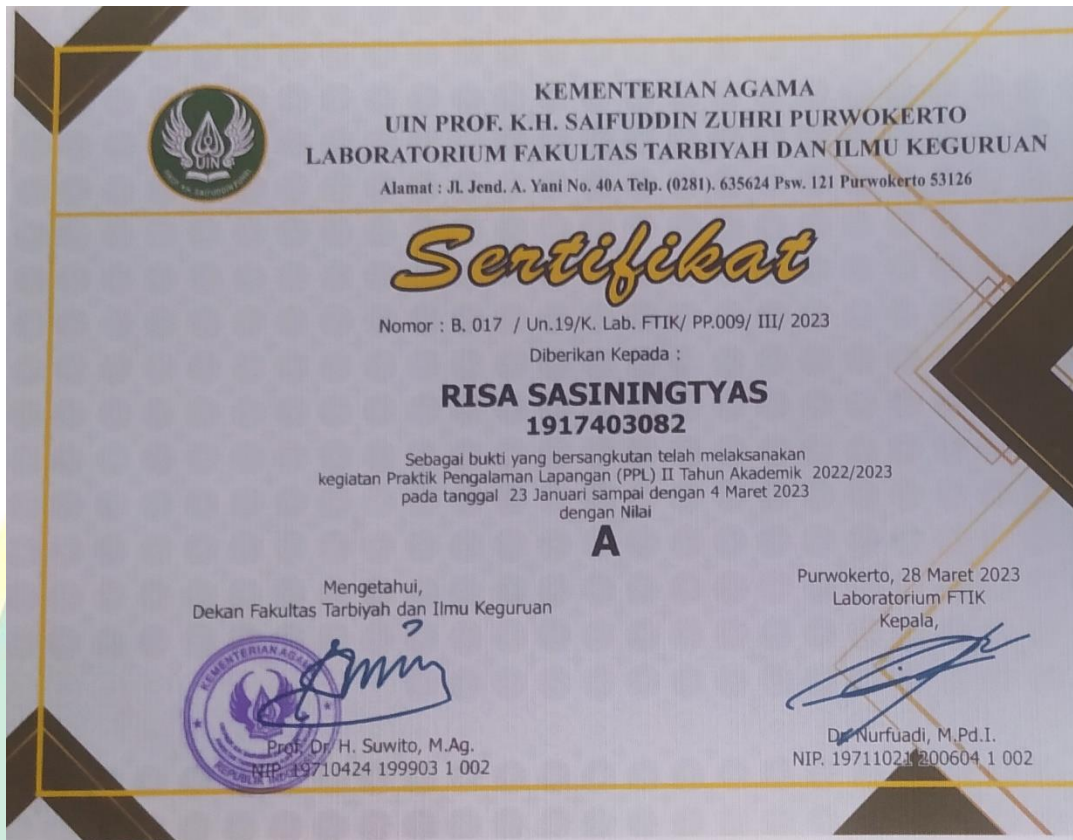 KEMENTERIAN AGAMA
UIN PROF. K.H. SAIFUDDIN ZUHRI PURWOKERTO
LABORATORIUM FAKULTAS TARBIYAH DAN ILMU KEGURUAN
Alamat : Jl. Jend. A. Yani No. 40A Telp. (0281). 635624 Psw. 121 Purwokerto 53126
UIN
Sertifikat
Nomor : B. 017 / Un.19/K. Lab. FTIK/ PP.009/ III/ 2023
Diberikan Kepada :
RISA SASININGTYAS
1917403082
Sebagai bukti yang bersangkutan telah melaksanakan
kegiatan Praktik Pengalaman Lapangan (PPL) II Tahun Akademik 2022/2023
pada tanggal 23 Januari sampai dengan 4 Maret 2023
dengan Nilai
A
Mengetahui,
Dekan Fakultas Tarbiyah dan Ilmu Keguruan
KEMENTERIAN AGAMA
REPUBLIK INDONESIA
Prof. Dr. H. Suwito, M.Ag.
NIP. 19710424 199903 1 002
Purwokerto, 28 Maret 2023
Laboratorium FTIK
Kepala,
Dr. Nurfuadi, M.Pd.I.
NIP. 19711021 200604 1 002